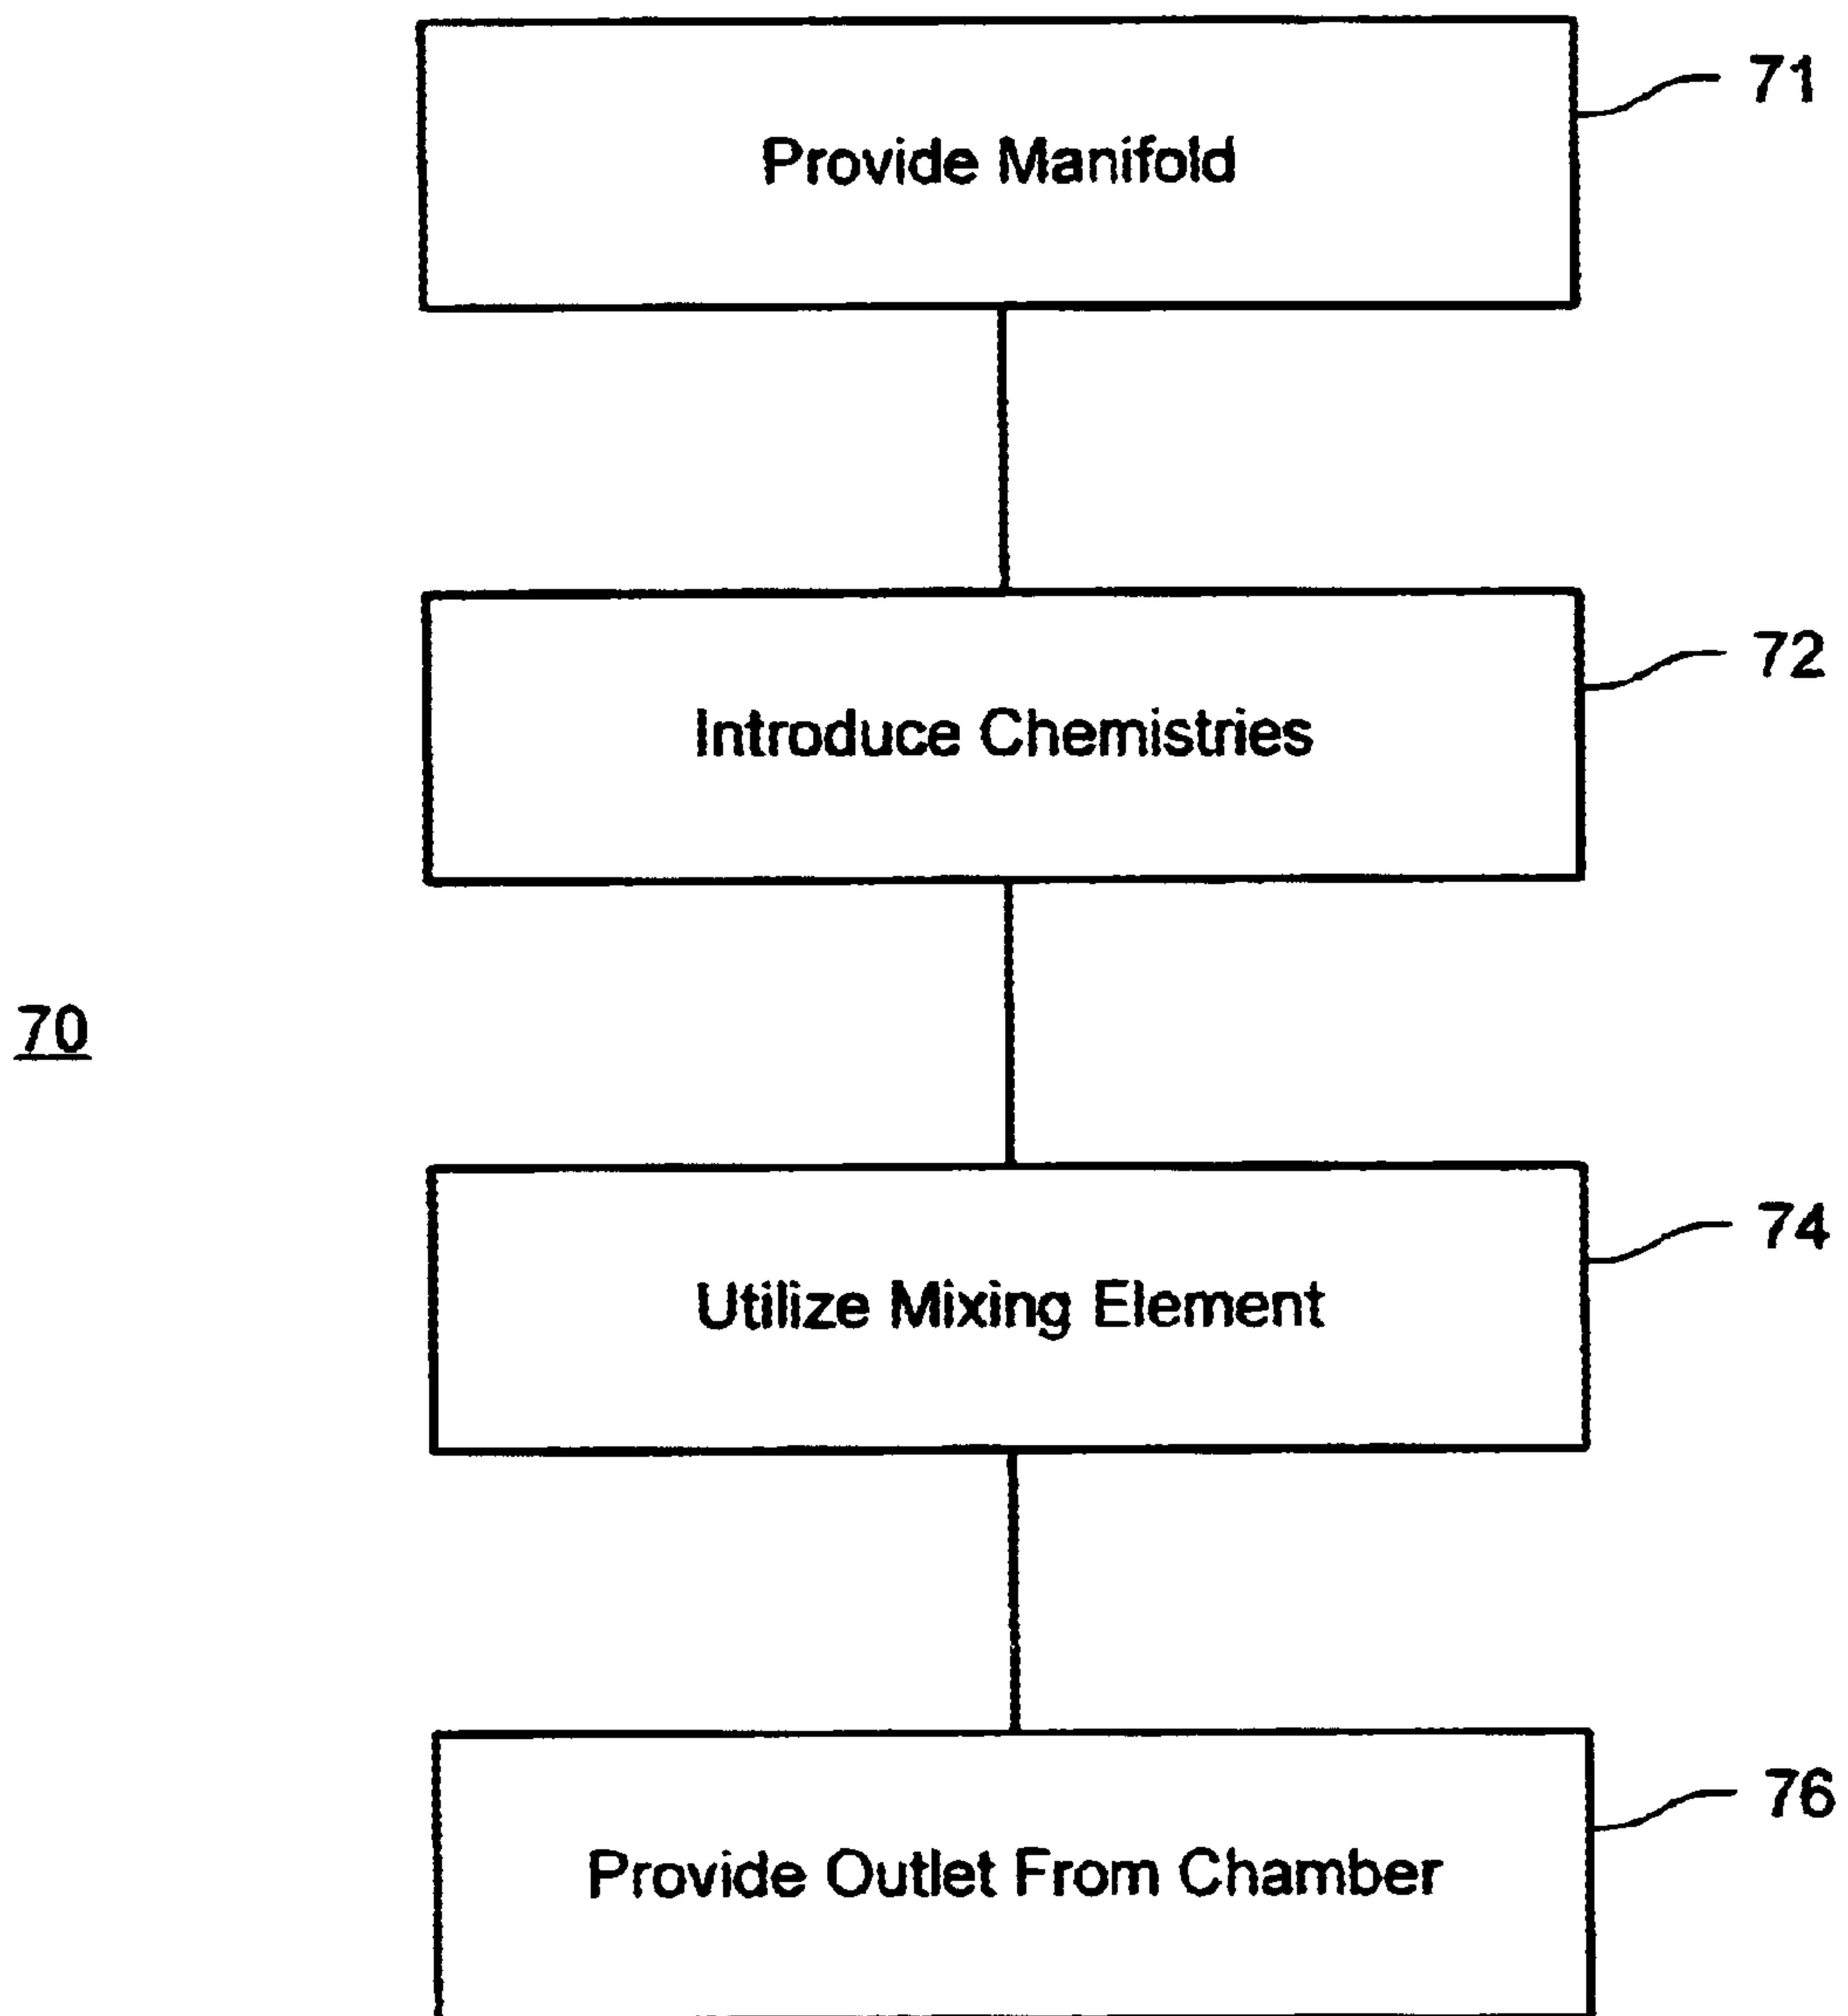 Provide Manifold
71
Introduce Chemistries
72
70
Utilize Mixing Element
74
Provide Outlet From Chamber
76